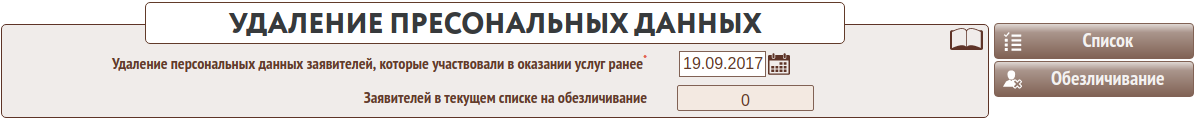 УДАЛЕНИЕ ПРЕСОНАЛЬНЫХ ДАННЫХ
Удаление персональных данных заявителей, которые участвовали в оказании услуг ранее* 19.09.2017
Заявителей в текущем списке на обезличивание 0
Список
Обезличивание